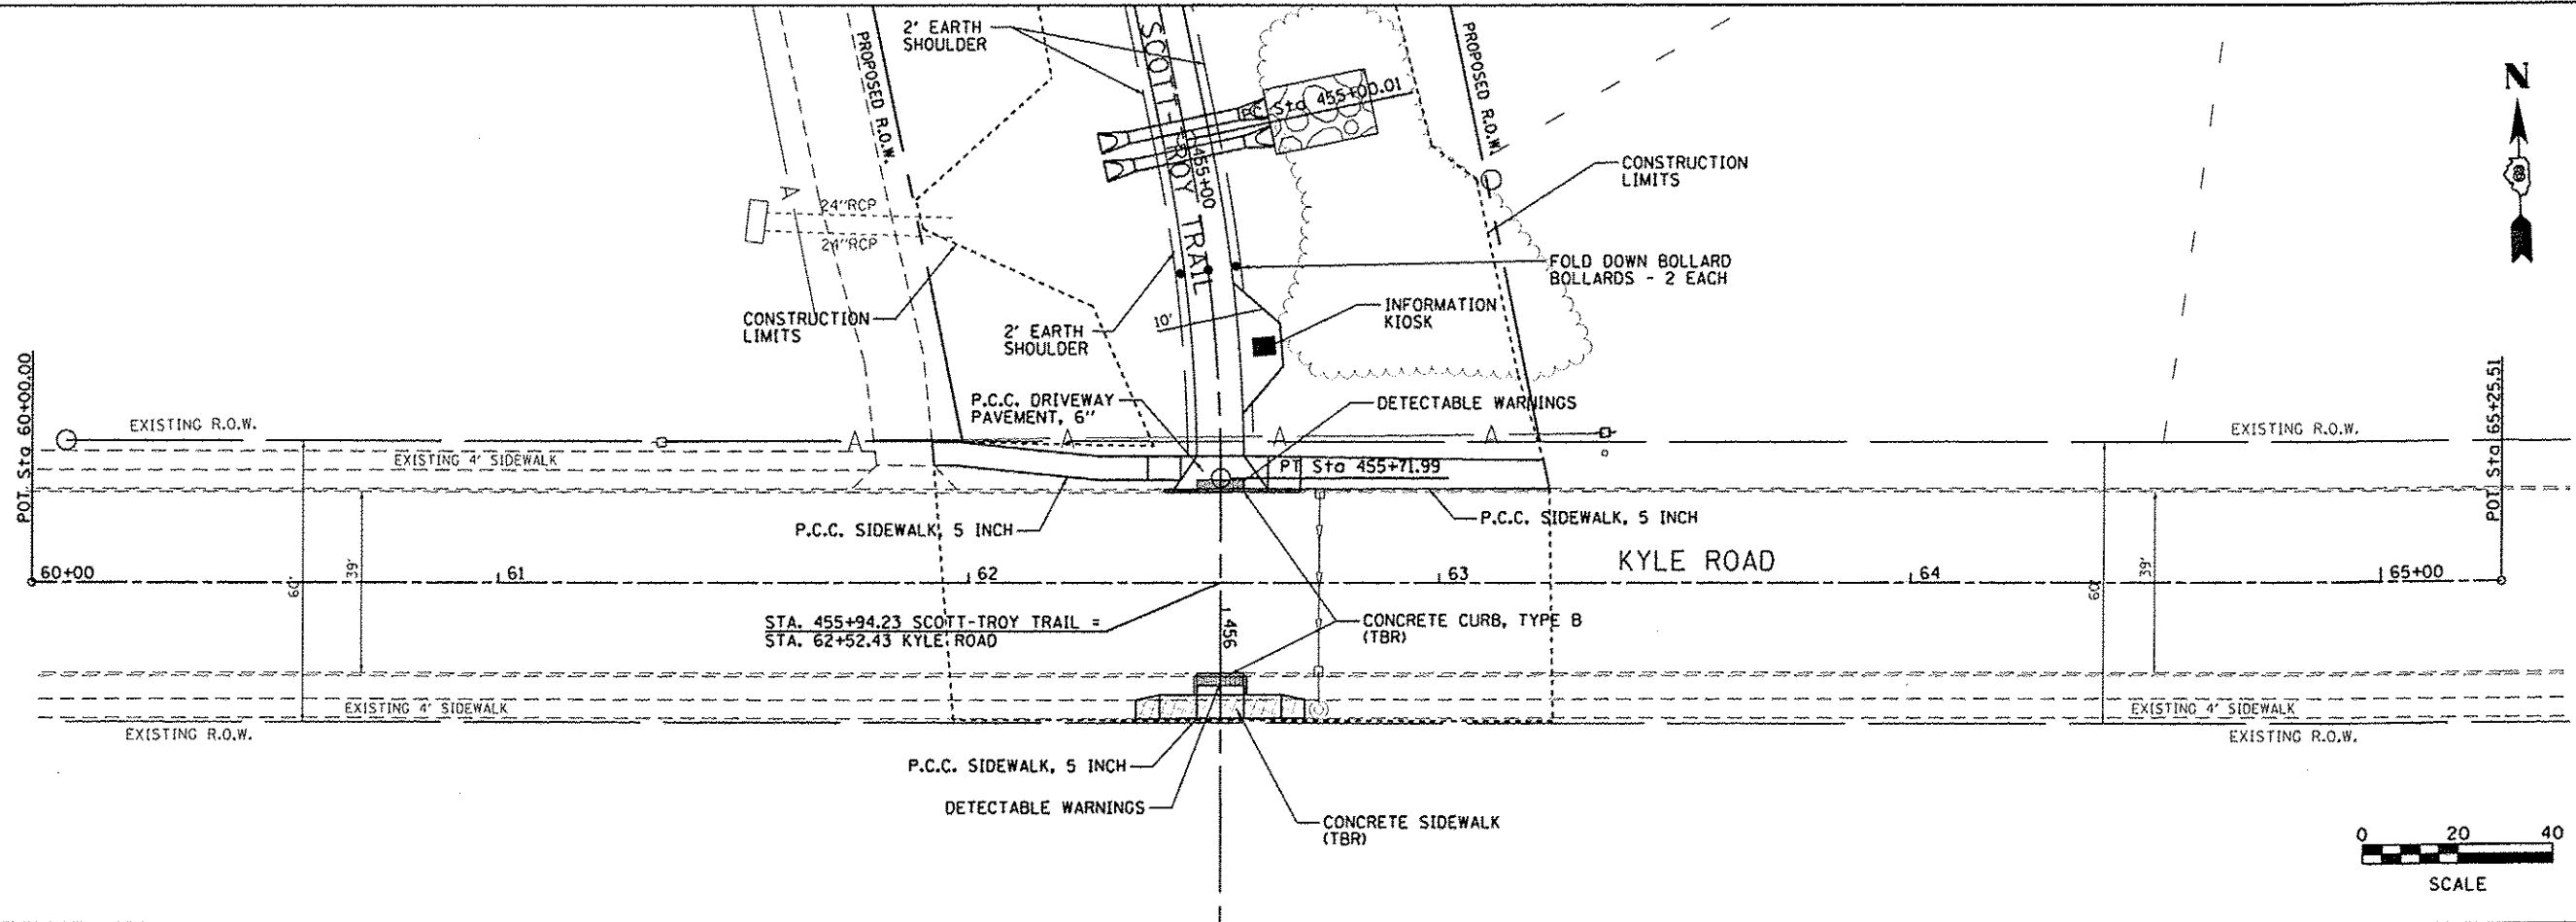 2' EARTH
SHOULDER
PROPOSED R.O.W.
SCOTT-TROY TRAIL
PROPOSED R.O.W.
N
PC Sta 455+00.01
455+00
CONSTRUCTION
LIMITS
A
24"RCP
24"RCP
FOLD DOWN BOLLARD
BOLLARDS - 2 EACH
CONSTRUCTION
LIMITS
2' EARTH
SHOULDER
10'
INFORMATION
KIOSK
POT Sta 60+00.00
POT Sta 65+25.51
P.C.C. DRIVEWAY
PAVEMENT, 6"
DETECTABLE WARNINGS
EXISTING R.O.W.
A
A
A
A
EXISTING R.O.W.
EXISTING 4' SIDEWALK
PT Sta 455+71.99
P.C.C. SIDEWALK, 5 INCH
P.C.C. SIDEWALK, 5 INCH
KYLE ROAD
60+00
60'
39'
61
62
63
64
60'
39'
65+00
STA. 455+94.23 SCOTT-TROY TRAIL =
STA. 62+52.43 KYLE ROAD
456
CONCRETE CURB, TYPE B
(TBR)
EXISTING 4' SIDEWALK
EXISTING 4' SIDEWALK
EXISTING R.O.W.
EXISTING R.O.W.
P.C.C. SIDEWALK, 5 INCH
DETECTABLE WARNINGS
CONCRETE SIDEWALK
(TBR)
0 20 40
SCALE